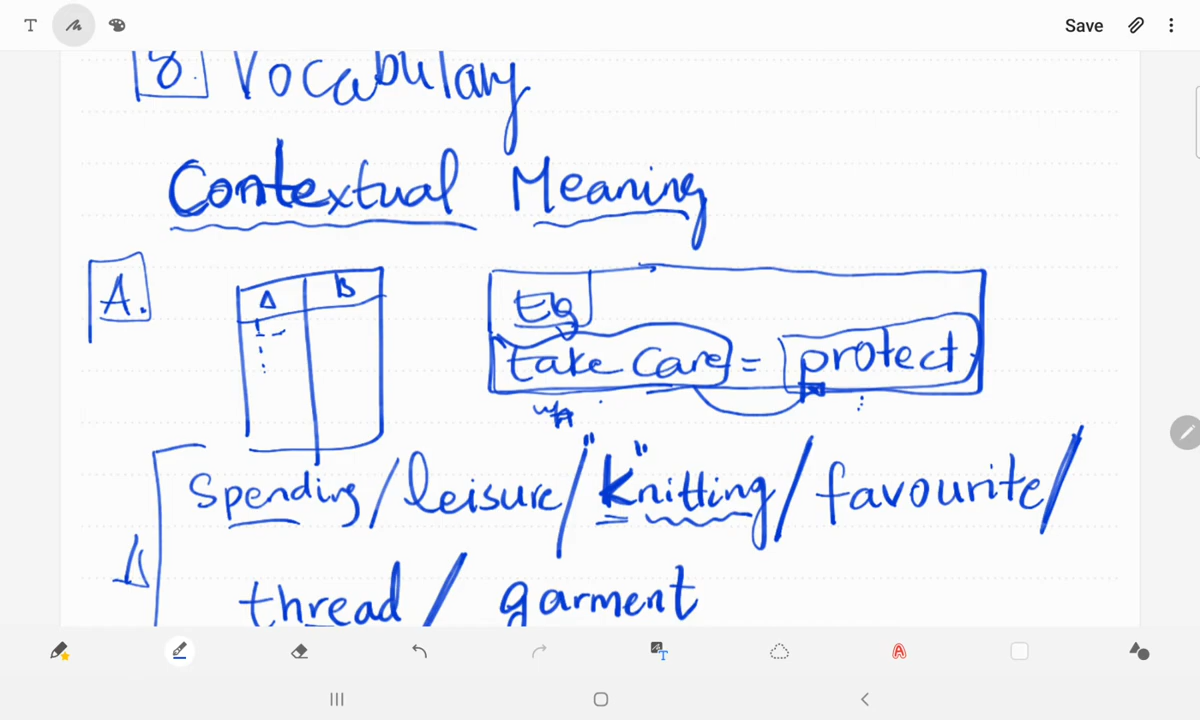 T Save
8. Vocabulary
Contextual Meaning
A.
A B
Eg
take care = protect
Spending/leisure/"Knitting"/favourite/
thread / garment